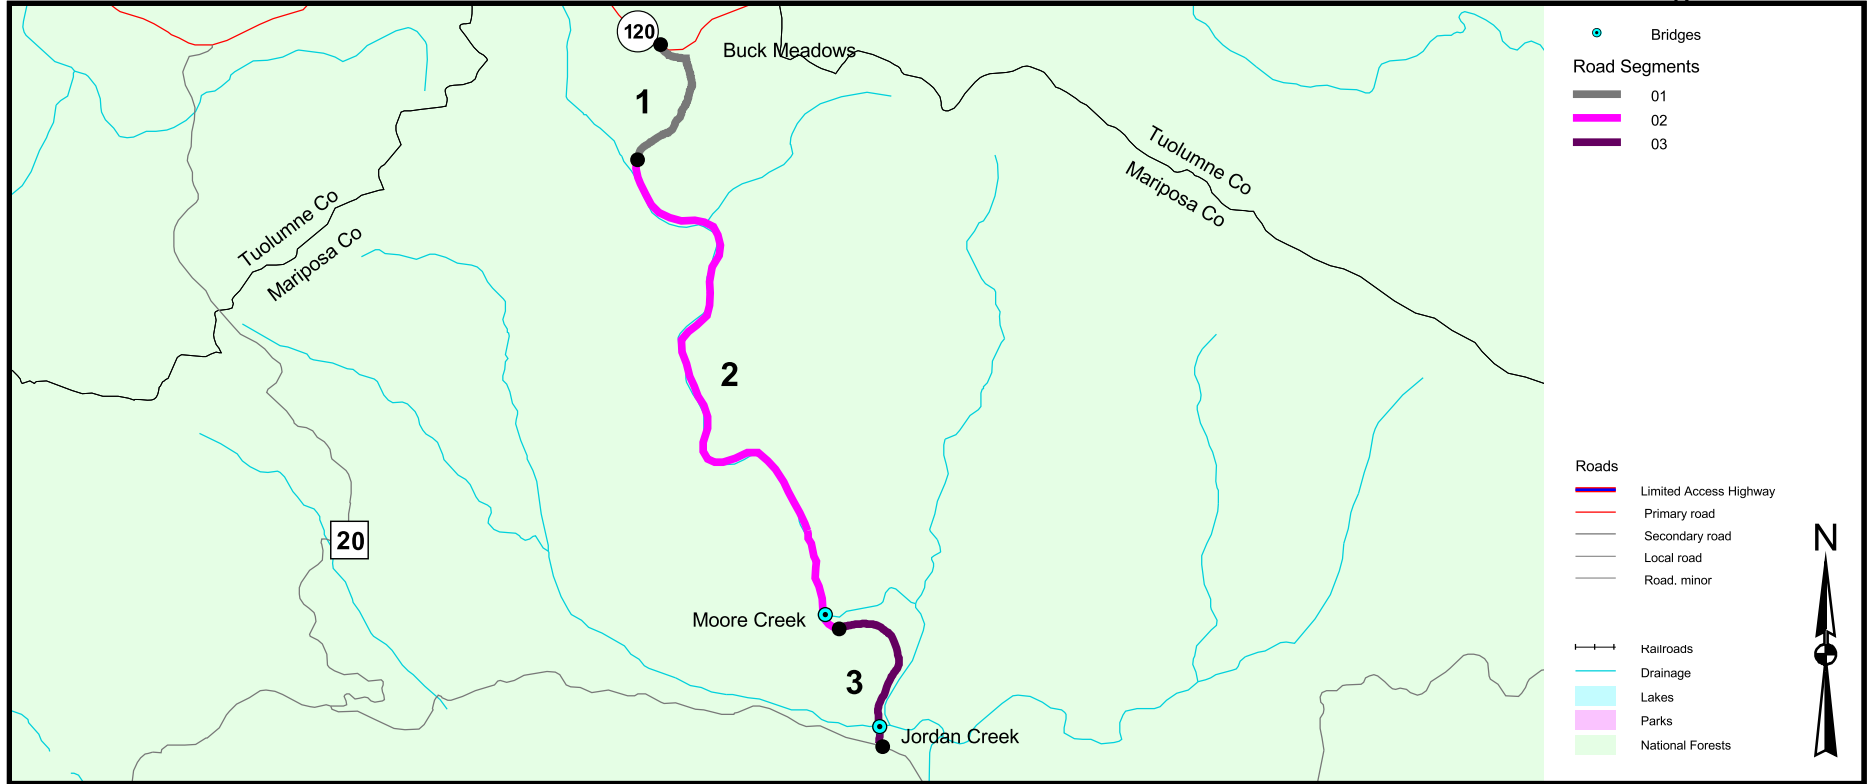 120
Buck Meadows
1
Tuolumne Co
Mariposa Co
Tuolumne Co
Mariposa Co
2
20
Moore Creek
3
Jordan Creek
Bridges
Road Segments
01
02
03
Roads
Limited Access Highway
Primary road
Secondary road
Local road
Road, minor
N
Railroads
Drainage
Lakes
Parks
National Forests